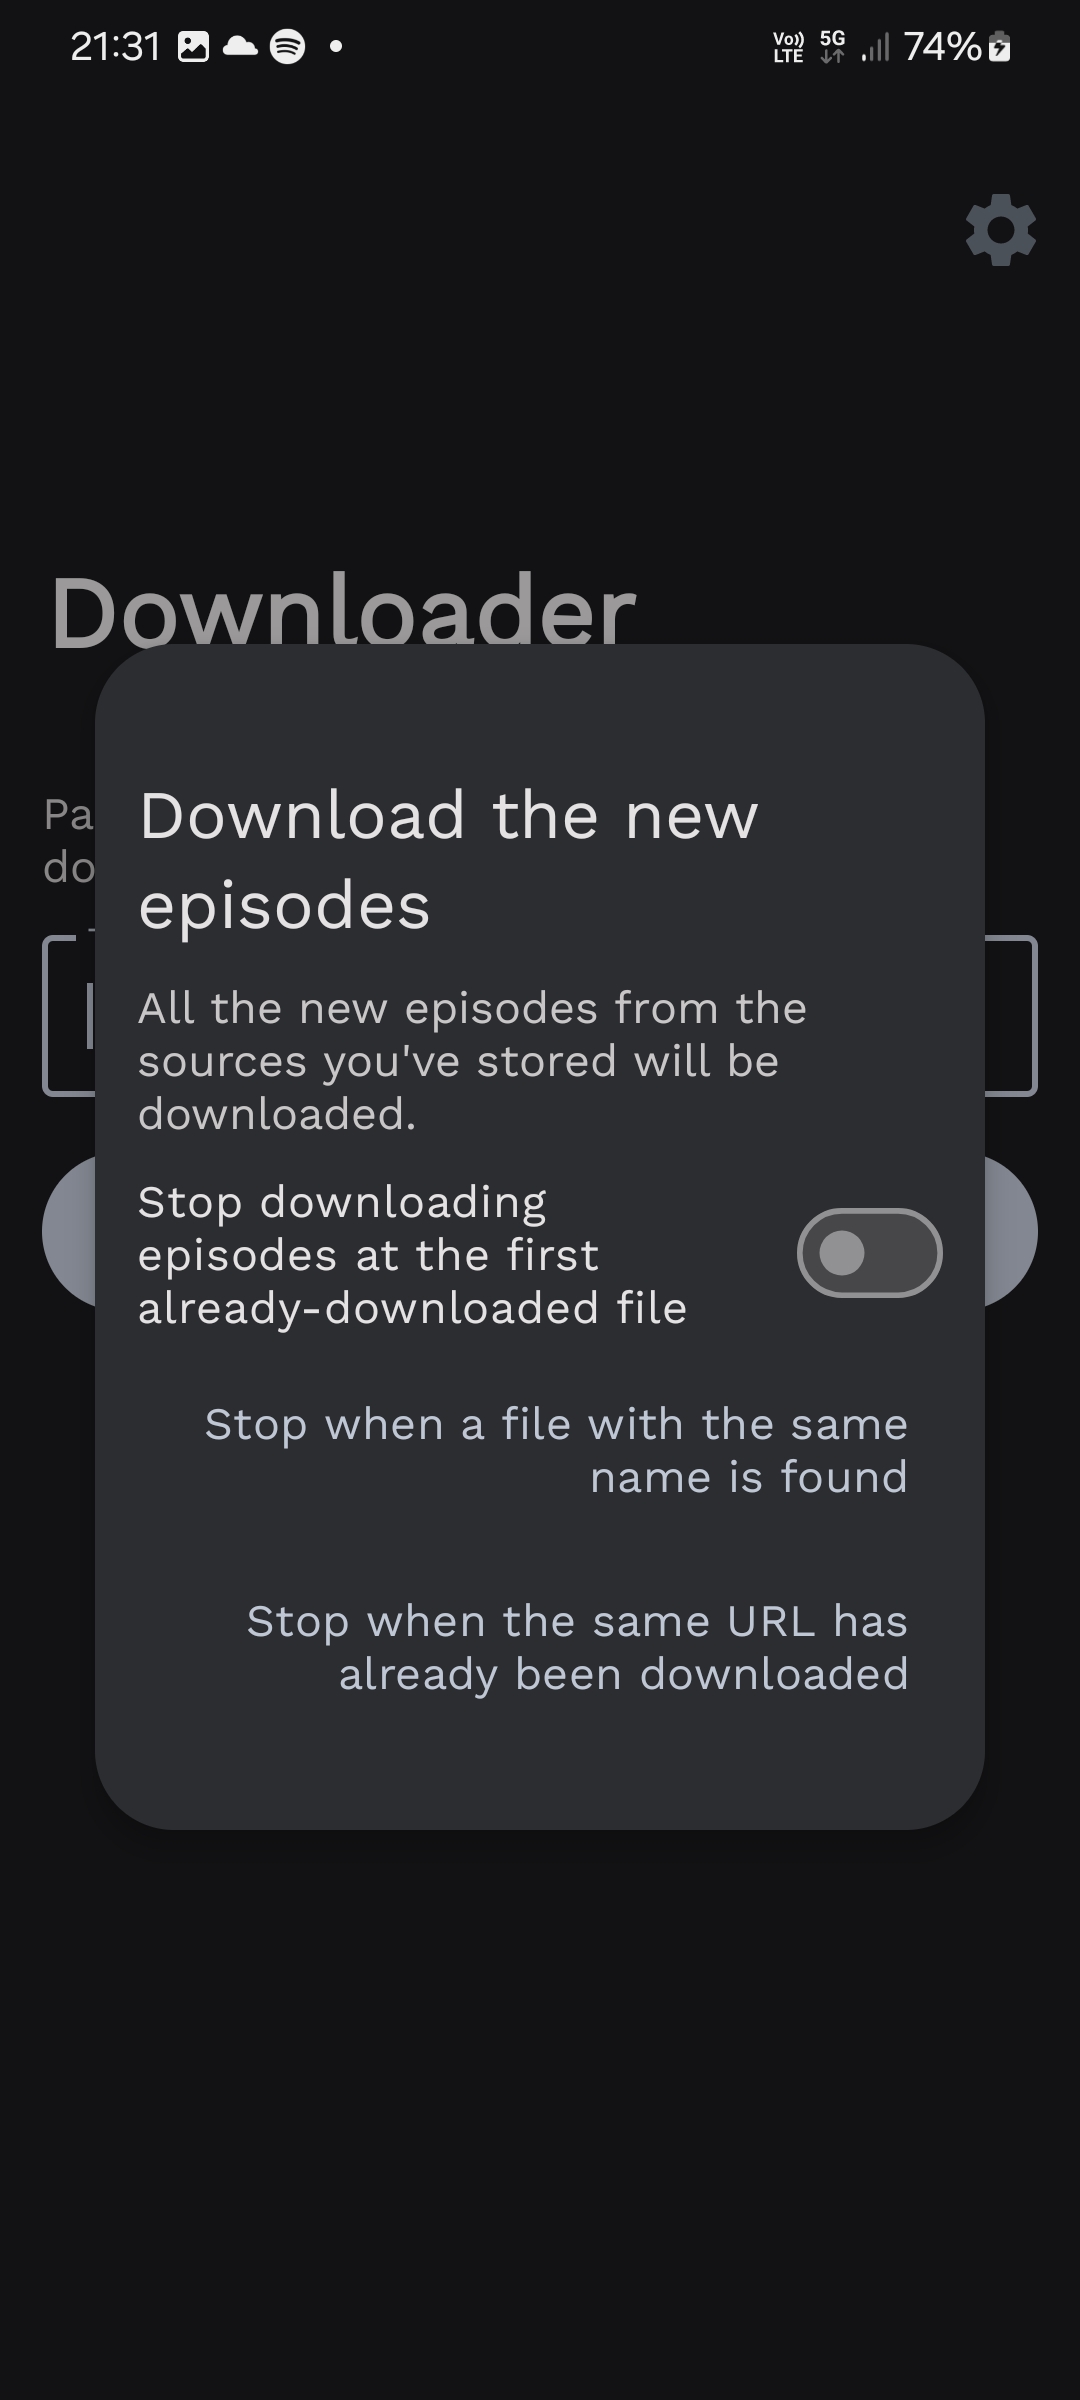 21:31
Vo)) LTE 5G 74%
Downloader
Pa
do
Download the new
episodes
All the new episodes from the
sources you've stored will be
downloaded.
Stop downloading
episodes at the first
already-downloaded file
Stop when a file with the same
name is found
Stop when the same URL has
already been downloaded